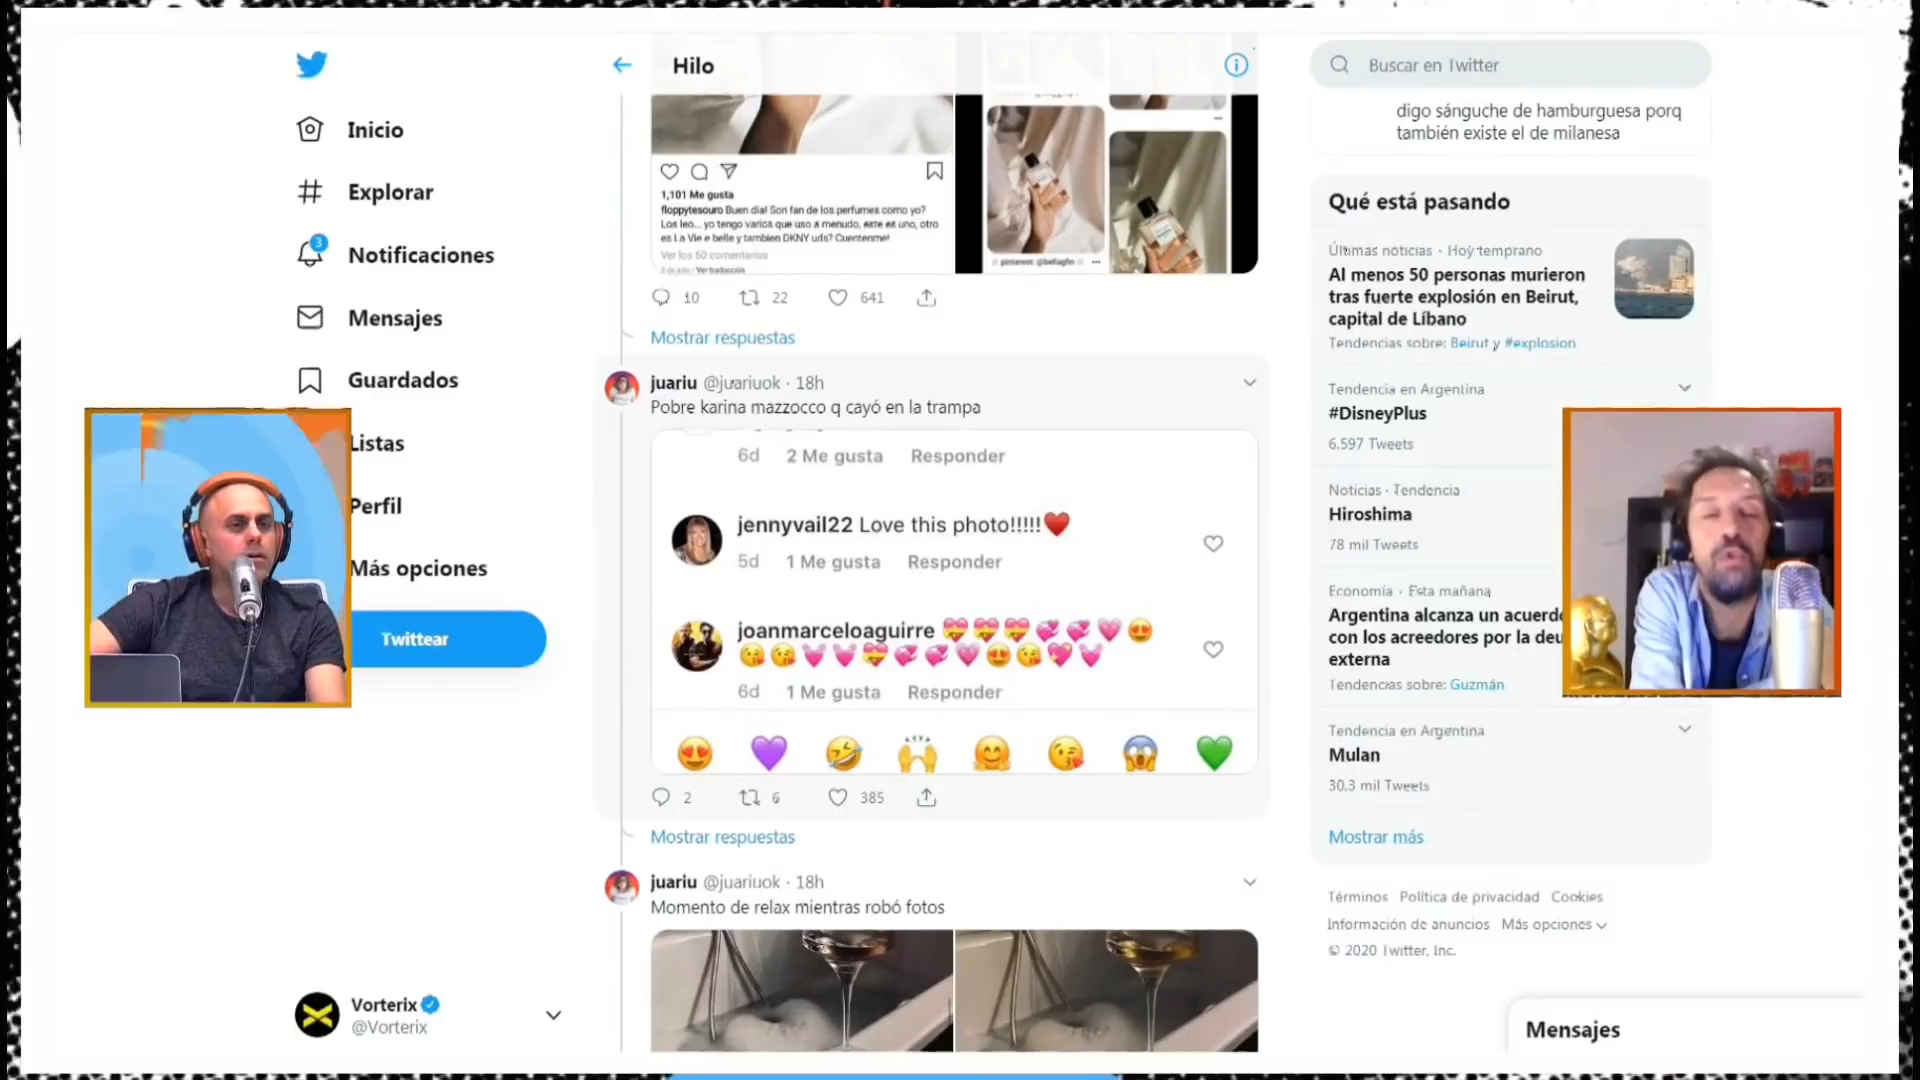 Inicio
Explorar
3
Notificaciones
Mensajes
Guardados
Listas
Perfil
Más opciones
Twittear
Vorterix
@Vorterix
Hilo
1,101 Me gusta
floppytesouro Buen dia! Son fan de los perfumes como yo?
Los leo... yo tengo varios que uso a menudo, este es uno, otro
es La Vie e belle y tambien DKNY uds? Cuentenme!
Ver los 60 comentarios
Ver traducción
10 22 641
Mostrar respuestas
juariu @juariuok · 18h
Pobre karina mazzocco q cayó en la trampa
6d 2 Me gusta Responder
jennyvail22 Love this photo!!!!!❤️
5d 1 Me gusta Responder
joanmarceloaguirre 💝💝💝💞💞💗😍
😘😘💓💓💝💞💞💗😍😘💖💓
6d 1 Me gusta Responder
😍 💜 🤣 🙌 🤗 😘 😱 💚
2 6 385
Mostrar respuestas
juariu @juariuok · 18h
Momento de relax mientras robó fotos
Buscar en Twitter
digo sánguche de hamburguesa porq
también existe el de milanesa
Qué está pasando
Últimas noticias · Hoy temprano
Al menos 50 personas murieron
tras fuerte explosión en Beirut,
capital de Líbano
Tendencias sobre: Beirut y #explosion
Tendencia en Argentina
#DisneyPlus
6.597 Tweets
Noticias · Tendencia
Hiroshima
78 mil Tweets
Economía · Esta mañana
Argentina alcanza un acuerdo
con los acreedores por la deu
externa
Tendencias sobre: Guzmán
Tendencia en Argentina
Mulan
30,3 mil Tweets
Mostrar más
Términos Política de privacidad Cookies
Información de anuncios Más opciones
© 2020 Twitter, Inc.
Mensajes